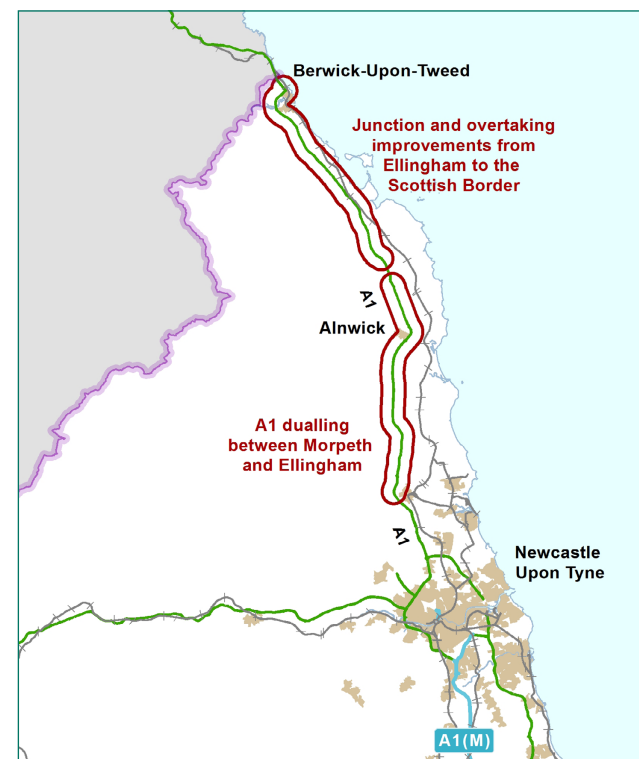 Berwick-Upon-Tweed
Junction and overtaking
improvements from
Ellingham to the
Scottish Border
A1
Alnwick
A1 dualling
between Morpeth
and Ellingham
A1
Newcastle
Upon Tyne
A1(M)